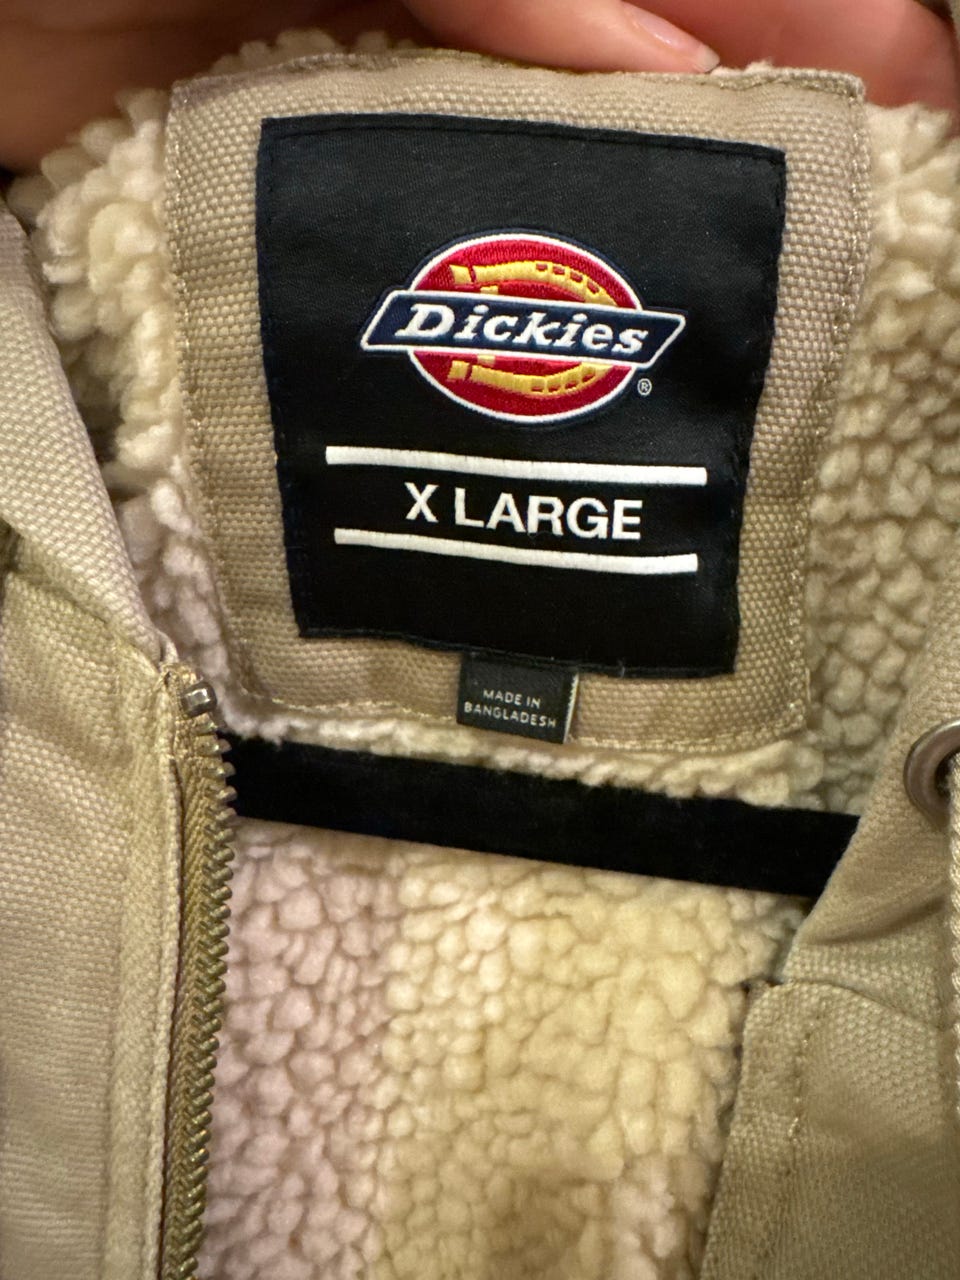 Dickies
®
X LARGE
MADE IN
BANGLADESH